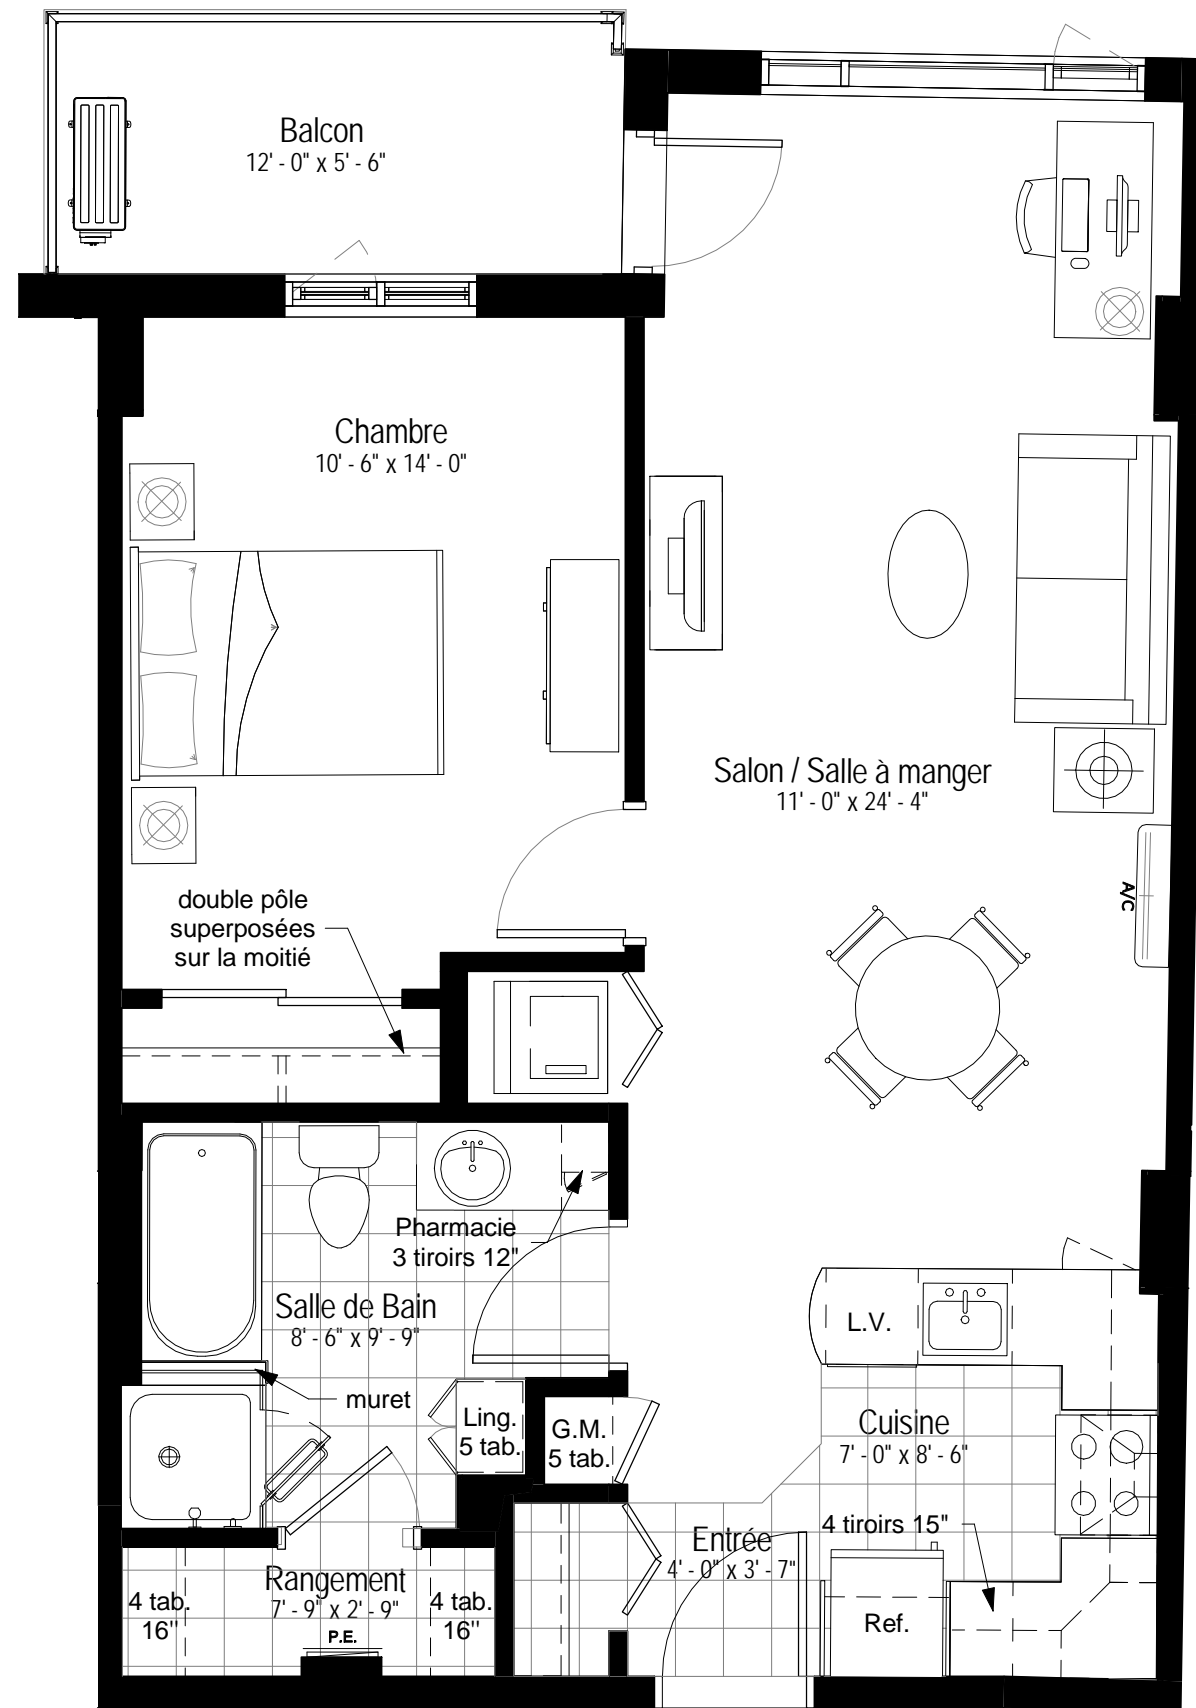 Balcon
12' - 0" x 5' - 6"
Chambre
10' - 6" x 14' - 0"
Salon / Salle à manger
11' - 0" x 24' - 4"
A/C
double pôle
superposées
sur la moitié
Pharmacie
3 tiroirs 12"
Salle de Bain
8' - 6" x 9' - 9"
muret
L.V.
Ling.
5 tab.
G.M.
5 tab.
Cuisine
7' - 0" x 8' - 6"
4 tiroirs 15"
Entrée
4' - 0" x 3' - 7"
Rangement
7' - 9" x 2' - 9"
4 tab.
16"
4 tab.
16"
P.E.
Ref.